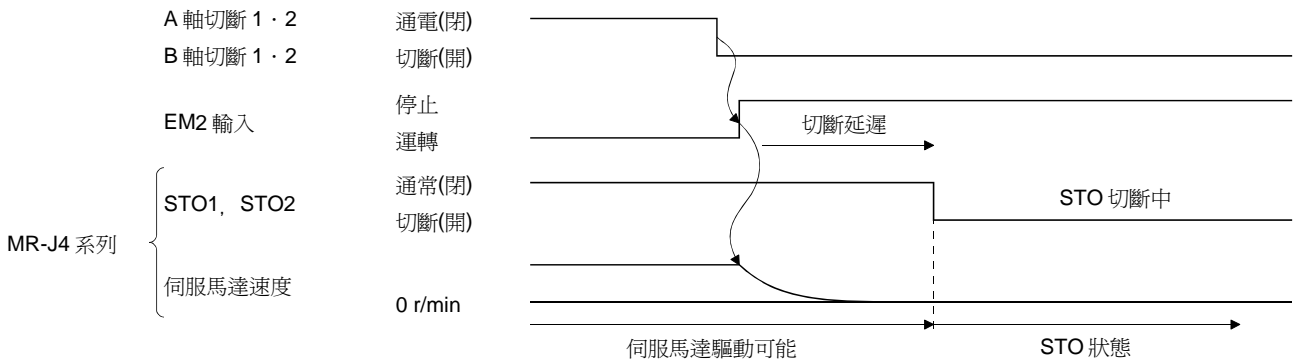 A 軸切斷 1・2 通電(閉)
B 軸切斷 1・2 切斷(開)
EM2 輸入 停止
運轉
切斷延遲
MR-J4 系列
STO1, STO2 通常(閉)
切斷(開)
STO 切斷中
伺服馬達速度
0 r/min
伺服馬達驅動可能 STO 狀態